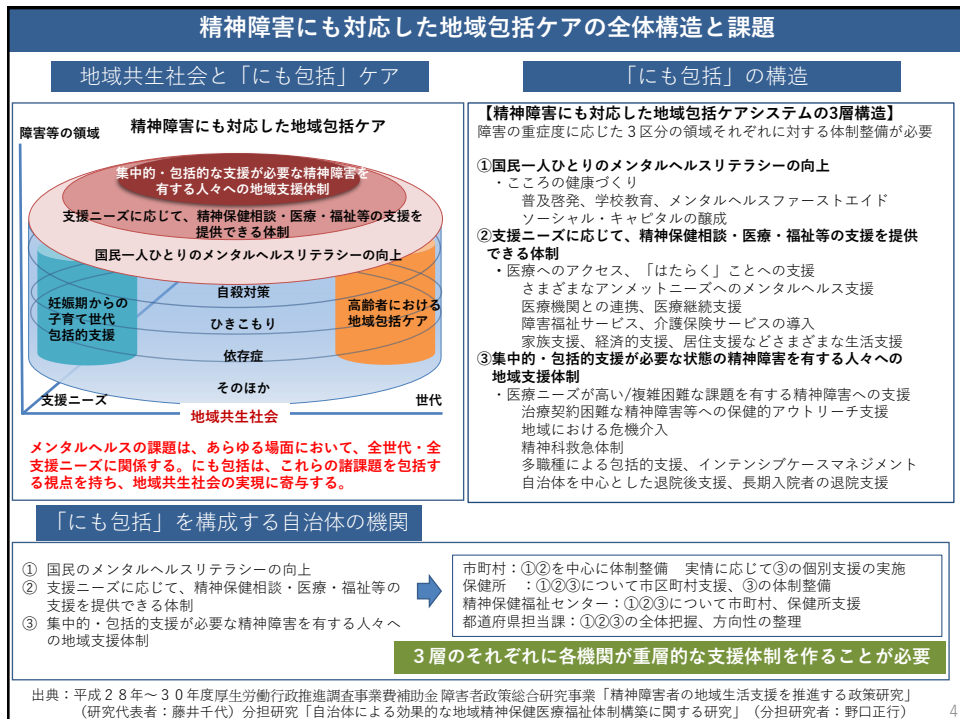 精神障害にも対応した地域包括ケアの全体構造と課題
地域共生社会と「にも包括」ケア
障害等の領域
精神障害にも対応した地域包括ケア
集中的・包括的な支援が必要な精神障害を
有する人々への地域支援体制
支援ニーズに応じて、精神保健相談・医療・福祉等の支援を
提供できる体制
国民一人ひとりのメンタルヘルスリテラシーの向上
妊娠期からの
子育て世代
包括的支援
自殺対策
ひきこもり
依存症
そのほか
高齢者における
地域包括ケア
支援ニーズ
世代
地域共生社会
メンタルヘルスの課題は、あらゆる場面において、全世代・全
支援ニーズに関係する。にも包括は、これらの諸課題を包括す
る視点を持ち、地域共生社会の実現に寄与する。
「にも包括」の構造
【精神障害にも対応した地域包括ケアシステムの3層構造】
障害の重症度に応じた３区分の領域それぞれに対する体制整備が必要
①国民一人ひとりのメンタルヘルスリテラシーの向上
・こころの健康づくり
普及啓発、学校教育、メンタルヘルスファーストエイド
ソーシャル・キャピタルの醸成
②支援ニーズに応じて、精神保健相談・医療・福祉等の支援を提供
できる体制
・医療へのアクセス、「はたらく」ことへの支援
さまざまなアンメットニーズへのメンタルヘルス支援
医療機関との連携、医療継続支援
障害福祉サービス、介護保険サービスの導入
家族支援、経済的支援、居住支援などさまざまな生活支援
③集中的・包括的支援が必要な状態の精神障害を有する人々への
地域支援体制
・医療ニーズが高い/複雑困難な課題を有する精神障害への支援
治療契約困難な精神障害等への保健的アウトリーチ支援
地域における危機介入
精神科救急体制
多職種による包括的支援、インテンシブケースマネジメント
自治体を中心とした退院後支援、長期入院者の退院支援
「にも包括」を構成する自治体の機関
① 国民のメンタルヘルスリテラシーの向上
② 支援ニーズに応じて、精神保健相談・医療・福祉等の
支援を提供できる体制
③ 集中的・包括的支援が必要な精神障害を有する人々へ
の地域支援体制
市町村：①②を中心に体制整備　実情に応じて③の個別支援の実施
保健所　：①②③について市区町村支援、③の体制整備
精神保健福祉センター：①②③について市町村、保健所支援
都道府県担当課：①②③の全体把握、方向性の整理
３層のそれぞれに各機関が重層的な支援体制を作ることが必要
出典：平成２８年～３０年度厚生労働行政推進調査事業費補助金 障害者政策総合研究事業「精神障害者の地域生活支援を推進する政策研究」
（研究代表者：藤井千代）分担研究「自治体による効果的な地域精神保健医療福祉体制構築に関する研究」（分担研究者：野口正行）
4